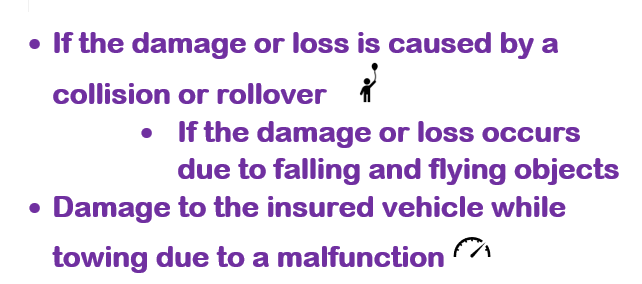 • If the damage or loss is caused by a
collision or rollover
• If the damage or loss occurs
due to falling and flying objects
• Damage to the insured vehicle while
towing due to a malfunction